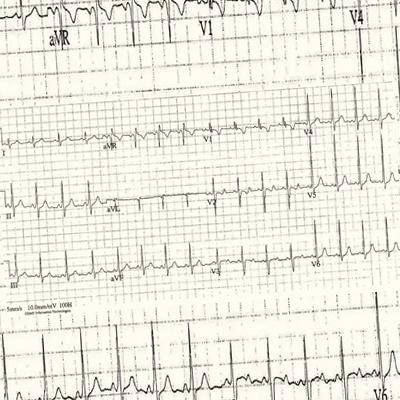 aVR V1 V4
I aVR V1 V4
II aVL V2 V5
III aVF V3 V6
5mm/s 10.0mm/mV 100H
V6